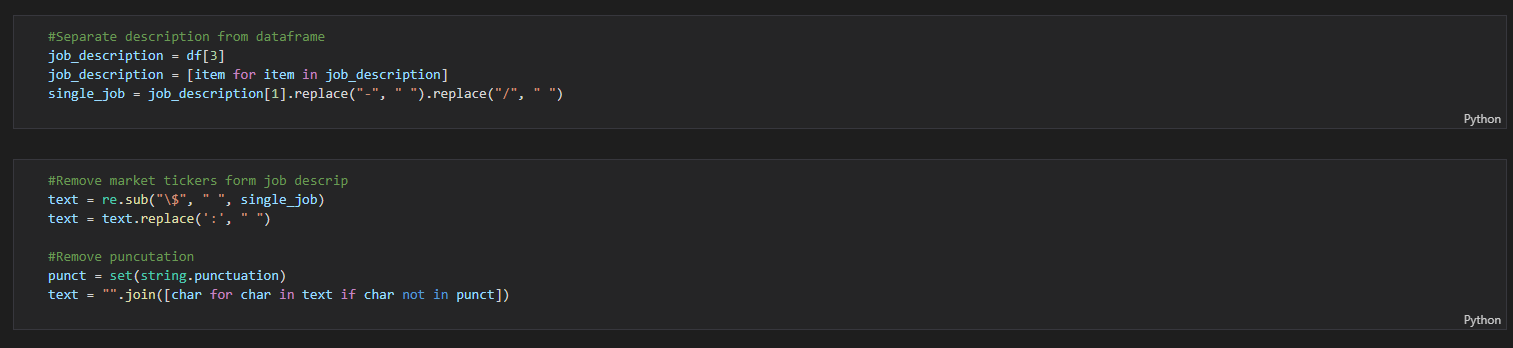 #Separate description from dataframe
job_description = df[3]
job_description = [item for item in job_description]
single_job = job_description[1].replace("-", " ").replace("/", " ")
Python
#Remove market tickers form job descrip
text = re.sub("\$", " ", single_job)
text = text.replace(':', " ")
#Remove puncutation
punct = set(string.punctuation)
text = "".join([char for char in text if char not in punct])
Python